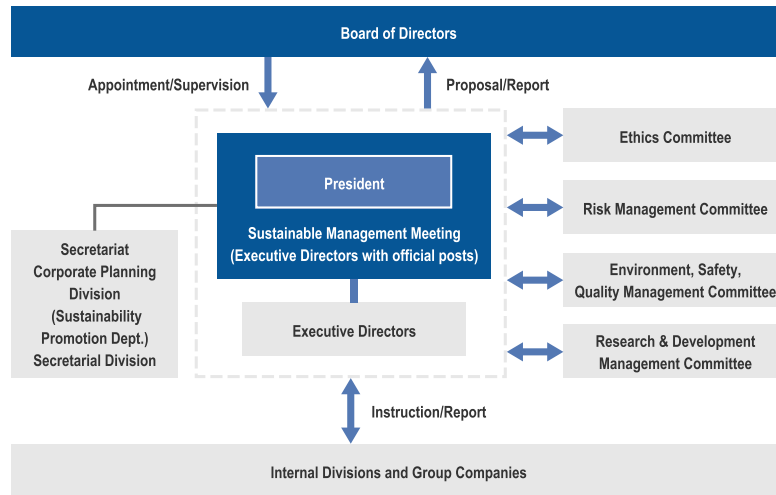 Board of Directors
Appointment/Supervision
Proposal/Report
President
Sustainable Management Meeting
(Executive Directors with official posts)
Executive Directors
Secretariat
Corporate Planning
Division
(Sustainability
Promotion Dept.)
Secretarial Division
Ethics Committee
Risk Management Committee
Environment, Safety,
Quality Management Committee
Research & Development
Management Committee
Instruction/Report
Internal Divisions and Group Companies